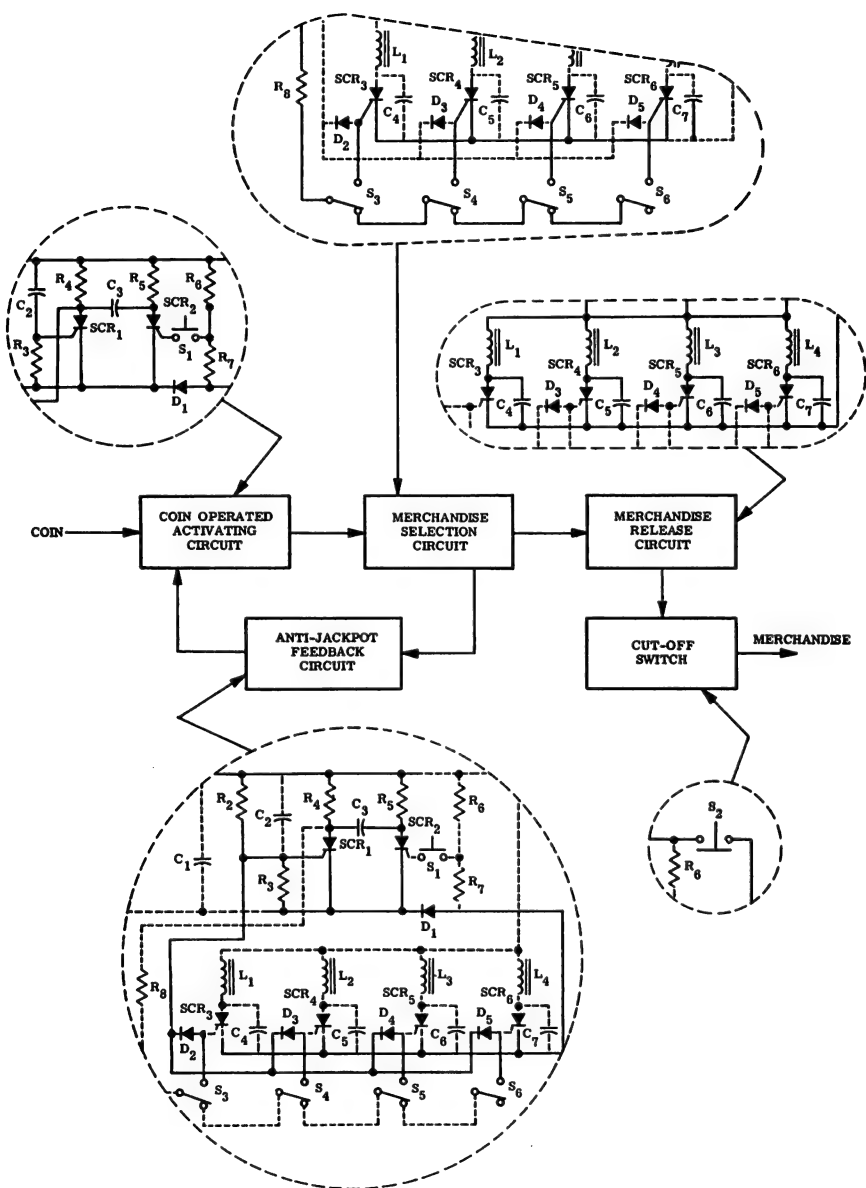 L1
L2
R8
SCR3
SCR4
SCR5
SCR6
D2
D3
D4
D5
C4
C5
C6
C7
S3
S4
S5
S6
C2
R4
R5
R6
C3
SCR2
SCR1
R3
S1
R7
D1
L1
L2
L3
L4
SCR3
SCR4
SCR5
SCR6
D3
D4
D5
C4
C5
C6
C7
COIN
COIN OPERATED
ACTIVATING
CIRCUIT
MERCHANDISE
SELECTION
CIRCUIT
MERCHANDISE
RELEASE
CIRCUIT
ANTI-JACKPOT
FEEDBACK
CIRCUIT
CUT-OFF
SWITCH
MERCHANDISE
S2
R6
R2
C2
R4
C3
R5
R6
SCR2
SCR1
C1
R3
S1
R7
D1
R8
L1
L2
L3
L4
SCR3
SCR4
SCR5
SCR6
D2
D3
D4
D5
C4
C5
C6
C7
S3
S4
S5
S6